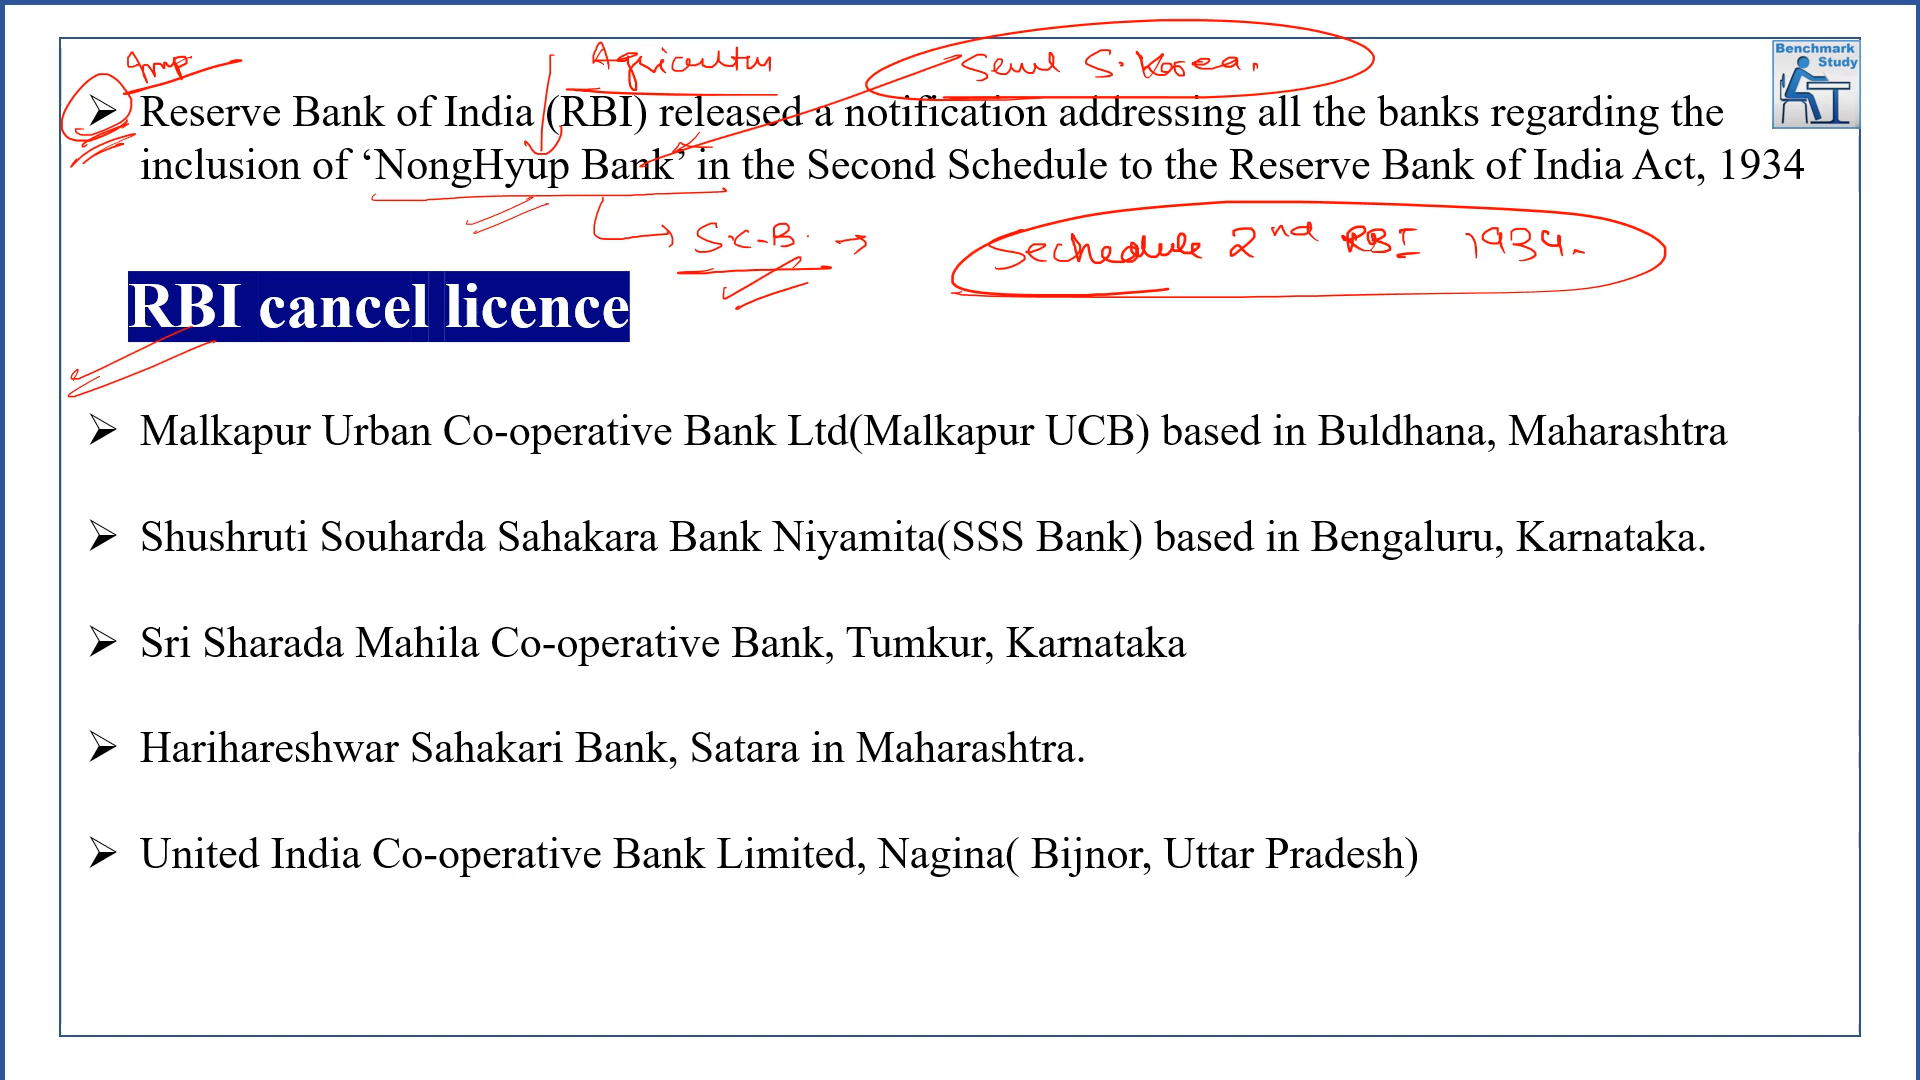 Imp
Agricultur
Seoul S. Korea.
Benchmark
Study
➢ Reserve Bank of India (RBI) released a notification addressing all the banks regarding the
inclusion of ‘NongHyup Bank’ in the Second Schedule to the Reserve Bank of India Act, 1934
Sc-B.
Sechedule 2nd RBI 1934.
RBI cancel licence
➢ Malkapur Urban Co-operative Bank Ltd(Malkapur UCB) based in Buldhana, Maharashtra
➢ Shushruti Souharda Sahakara Bank Niyamita(SSS Bank) based in Bengaluru, Karnataka.
➢ Sri Sharada Mahila Co-operative Bank, Tumkur, Karnataka
➢ Harihareshwar Sahakari Bank, Satara in Maharashtra.
➢ United India Co-operative Bank Limited, Nagina( Bijnor, Uttar Pradesh)